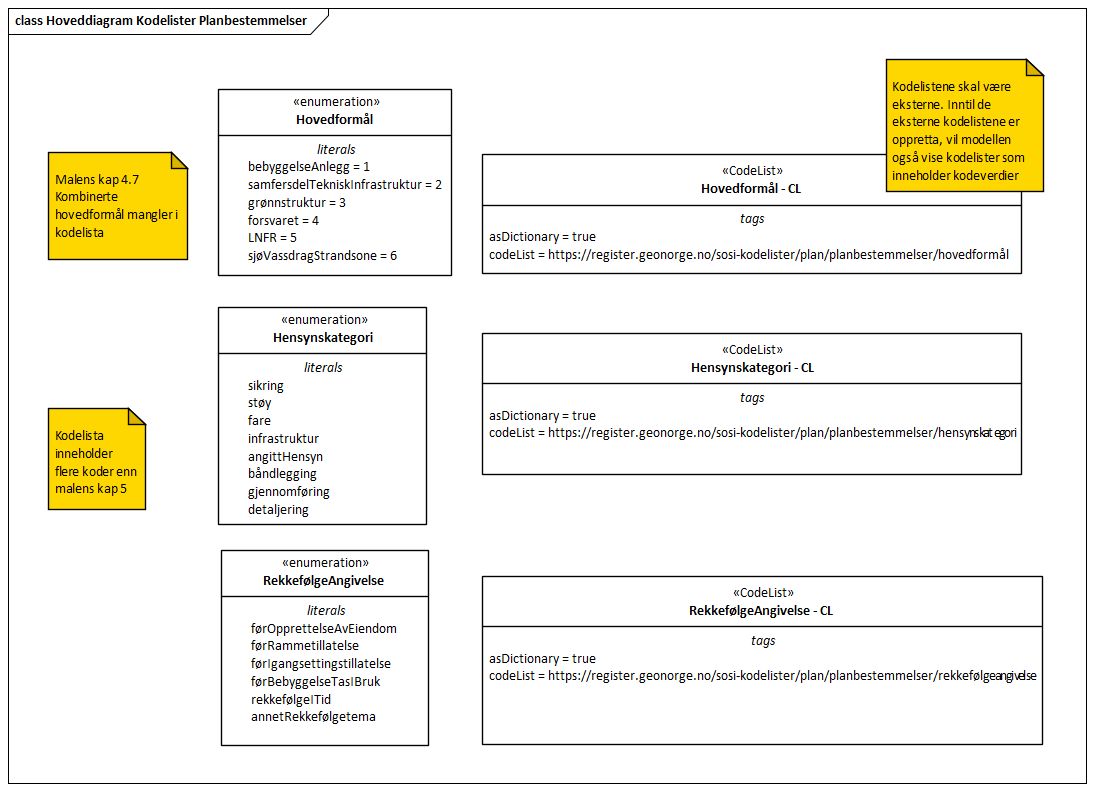 class Hoveddiagram Kodelister Planbestemmelser
Kodelistene skal være
eksterne. Inntil de
eksterne kodelistene er
oppretta, vil modellen
også vise kodelister som
inneholder kodeverdier
Malens kap 4.7
Kombinerte
hovedformål mangler i
kodelista
«enumeration»
Hovedformål
literals
bebyggelseAnlegg = 1
samferdselTekniskInfrastruktur = 2
grønnstruktur = 3
forsvaret = 4
LNFR = 5
sjøVassdragStrandsone = 6
«CodeList»
Hovedformål - CL
tags
asDictionary = true
codeList = https://register.geonorge.no/sosi-kodelister/plan/planbestemmelser/hovedformål
Kodelista
inneholder
flere koder enn
malens kap 5
«enumeration»
Hensynskategori
literals
sikring
støy
fare
infrastruktur
angittHensyn
båndlegging
gjennomføring
detaljering
«CodeList»
Hensynskategori - CL
tags
asDictionary = true
codeList = https://register.geonorge.no/sosi-kodelister/plan/planbestemmelser/hensynskategori
«enumeration»
RekkefølgeAngivelse
literals
førOpprettelseAvEiendom
førRammetillatelse
førIgangsettingstillatelse
førBebyggelseTasIBruk
rekkefølgeITid
annetRekkefølgetema
«CodeList»
RekkefølgeAngivelse - CL
tags
asDictionary = true
codeList = https://register.geonorge.no/sosi-kodelister/plan/planbestemmelser/rekkefølgeangivelse